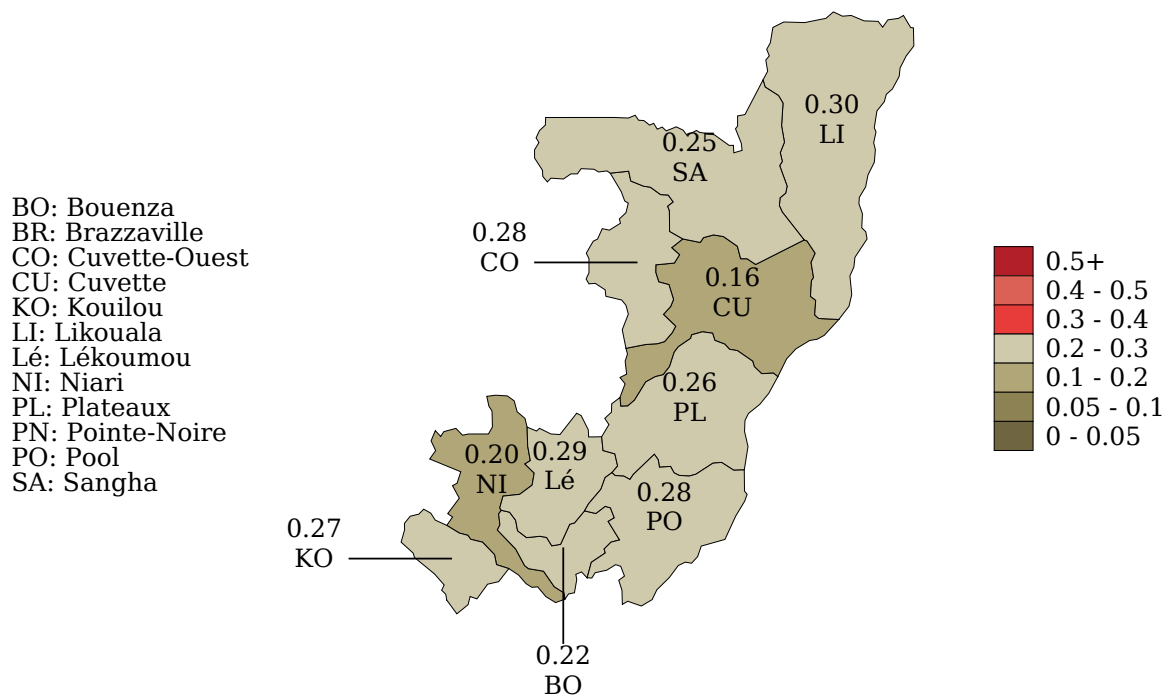 BO: Bouenza
BR: Brazzaville
CO: Cuvette-Ouest
CU: Cuvette
KO: Kouilou
LI: Likouala
Lé: Lékoumou
NI: Niari
PL: Plateaux
PN: Pointe-Noire
PO: Pool
SA: Sangha
0.30
LI
0.25
SA
0.28
CO
0.16
CU
0.26
PL
0.20
NI
0.29
Lé
0.28
PO
0.27
KO
0.22
BO
0.5+
0.4 - 0.5
0.3 - 0.4
0.2 - 0.3
0.1 - 0.2
0.05 - 0.1
0 - 0.05